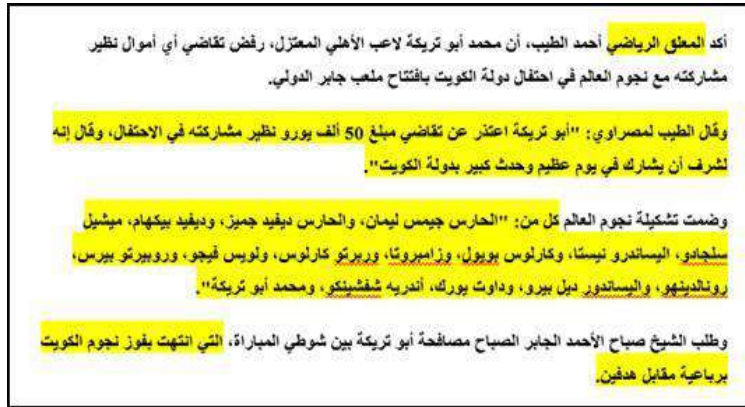 أكد المعلق الرياضي أحمد الطيب، أن محمد أبو تريكة لاعب الأهلي المعتزل، رفض تقاضي أي أموال نظير
مشاركته مع نجوم العالم في احتفال دولة الكويت بافتتاح ملعب جابر الدولي.
وقال الطيب لمصراوي: "أبو تريكة اعتذر عن تقاضي مبلغ 50 ألف يورو نظير مشاركته في الاحتفال، وقال إنه
لشرف أن يشارك في يوم عظيم وحدث كبير بدولة الكويت".
وضمت تشكيلة نجوم العالم كل من: "الحارس جيمس ليمان، والحارس ديفيد جميز، وديفيد بيكهام، ميشيل
سلجادو، اليساندرو نيستا، وكارلوس بويول، وزامبروتا، وربرتو كارلوس، ولويس فيجو، وروبيرتو بيرس،
رونالدينهو، واليساندور ديل بيرو، وداوت يورك، أندريه شفشينكو، ومحمد أبو تريكة".
وطلب الشيخ صباح الأحمد الجابر الصباح مصافحة أبو تريكة بين شوطي المباراة، التي انتهت بفوز نجوم الكويت
برباعية مقابل هدفين.